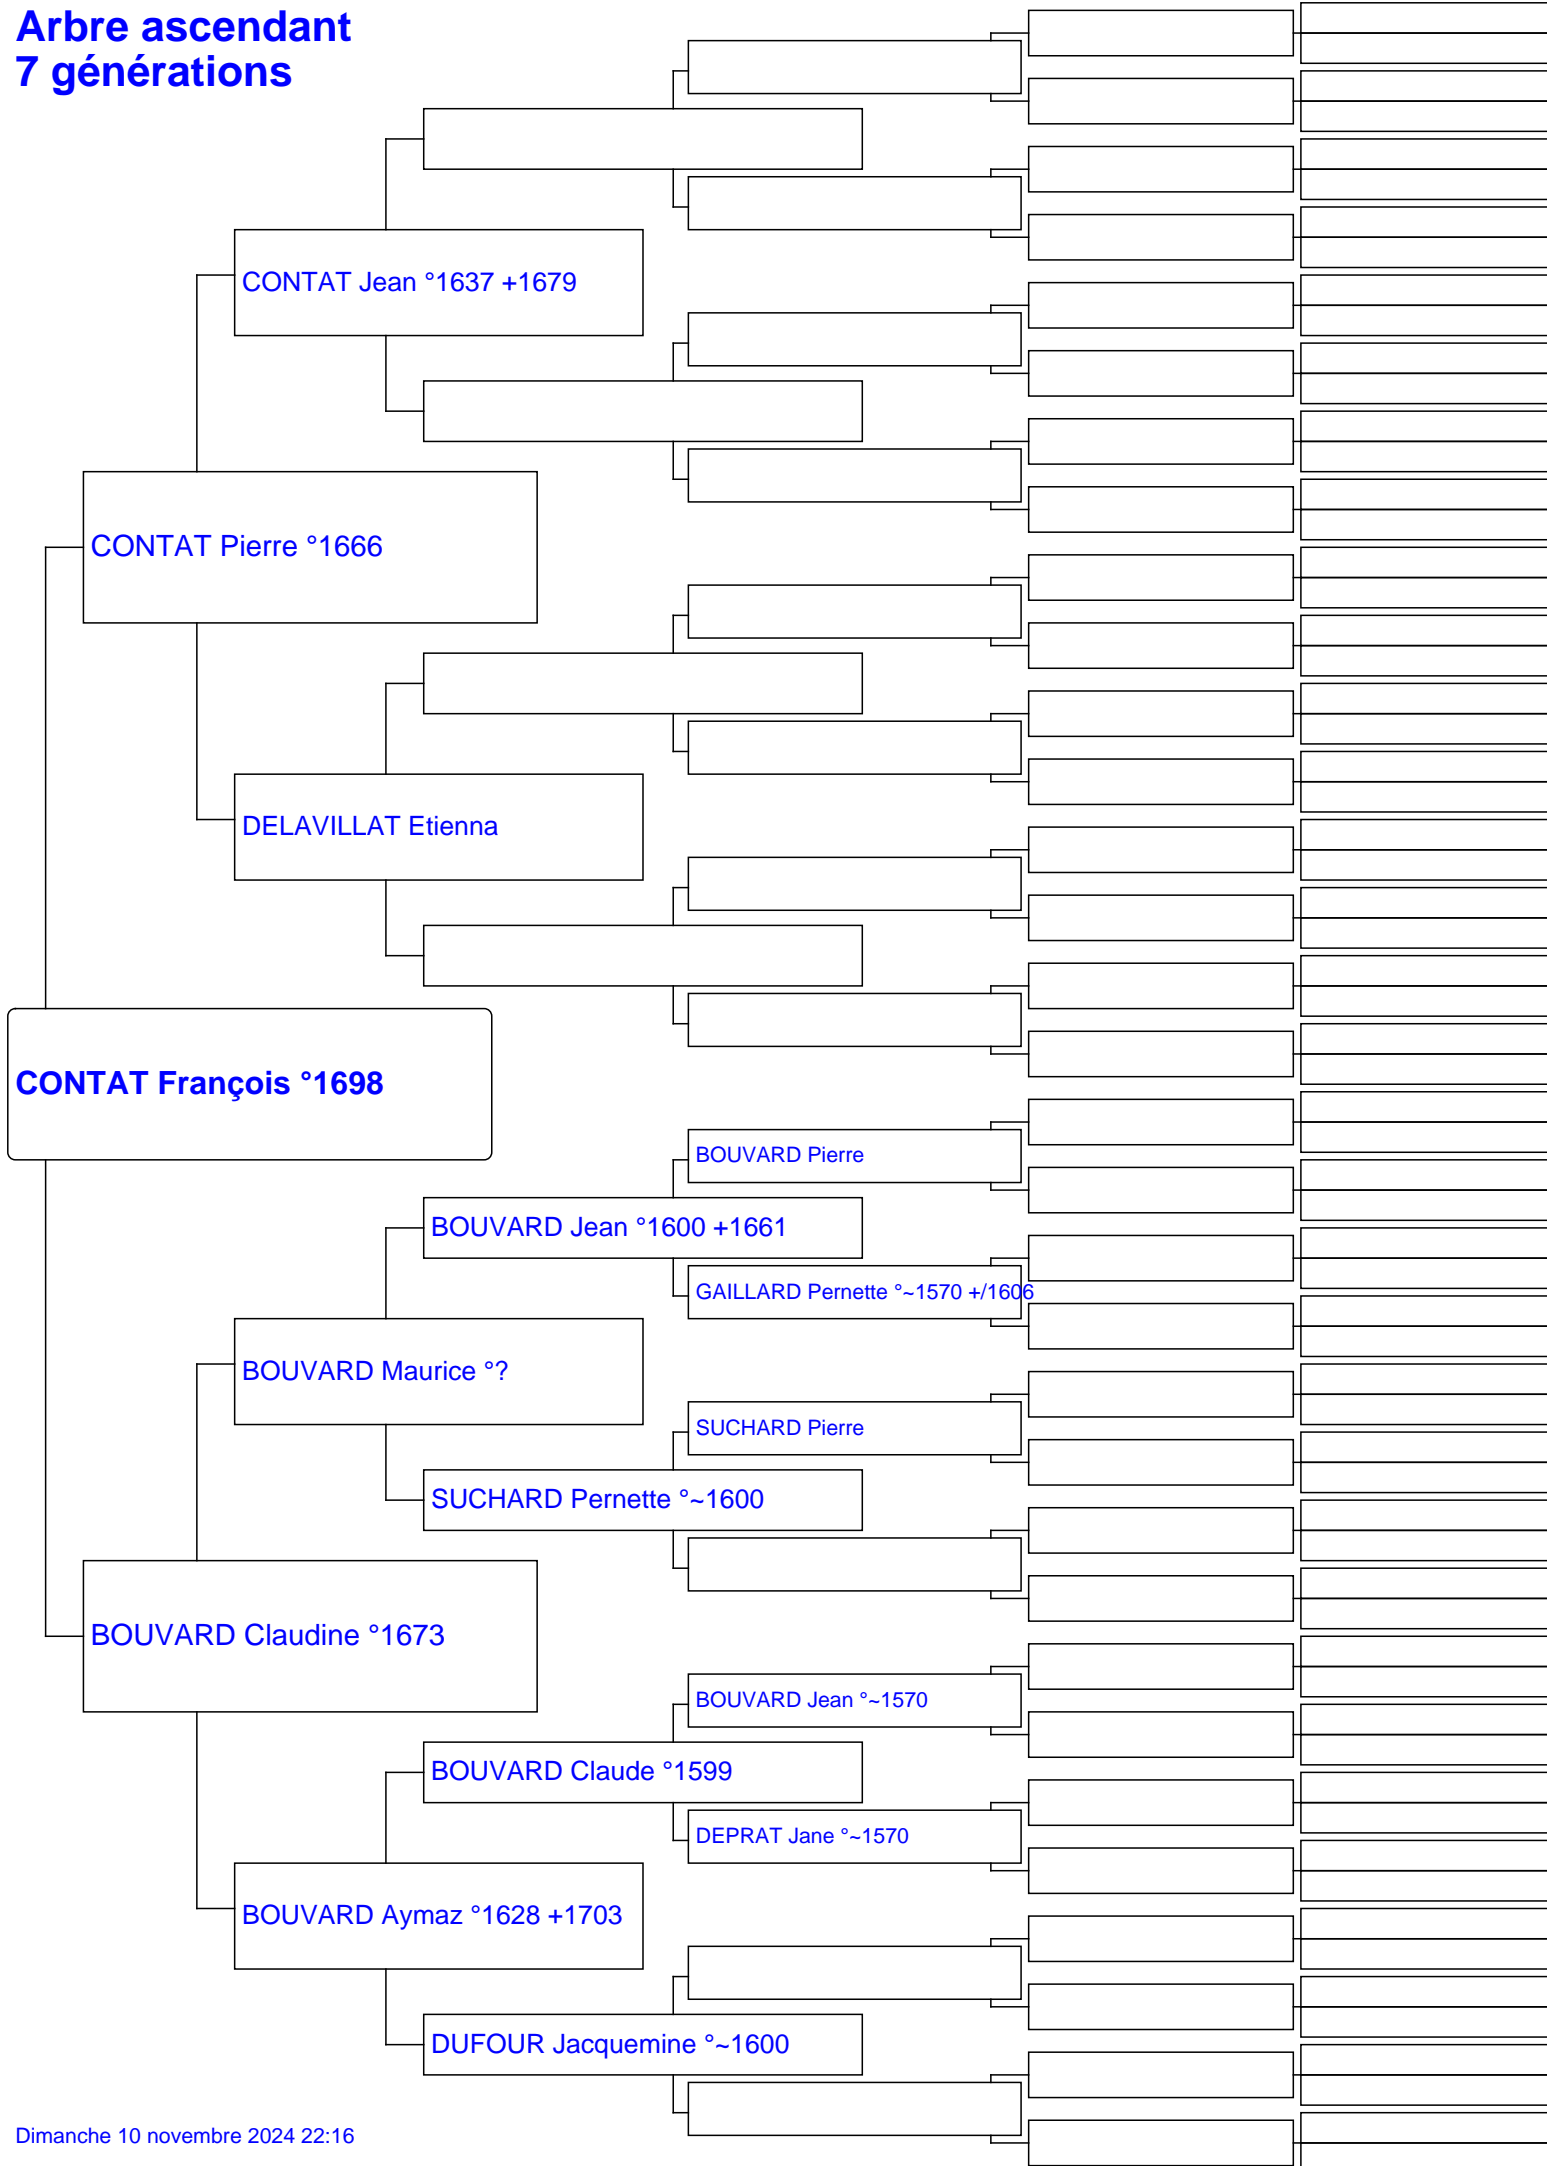 Arbre ascendant
7 générations
CONTAT Jean °1637 +1679
CONTAT Pierre °1666
DELAVILLAT Etienna
CONTAT François °1698
BOUVARD Pierre
BOUVARD Jean °1600 +1661
GAILLARD Pernette °~1570 +/1606
BOUVARD Maurice °?
SUCHARD Pierre
SUCHARD Pernette °~1600
BOUVARD Claudine °1673
BOUVARD Jean °~1570
BOUVARD Claude °1599
DEPRAT Jane °~1570
BOUVARD Aymaz °1628 +1703
DUFOUR Jacquemine °~1600
Dimanche 10 novembre 2024 22:16